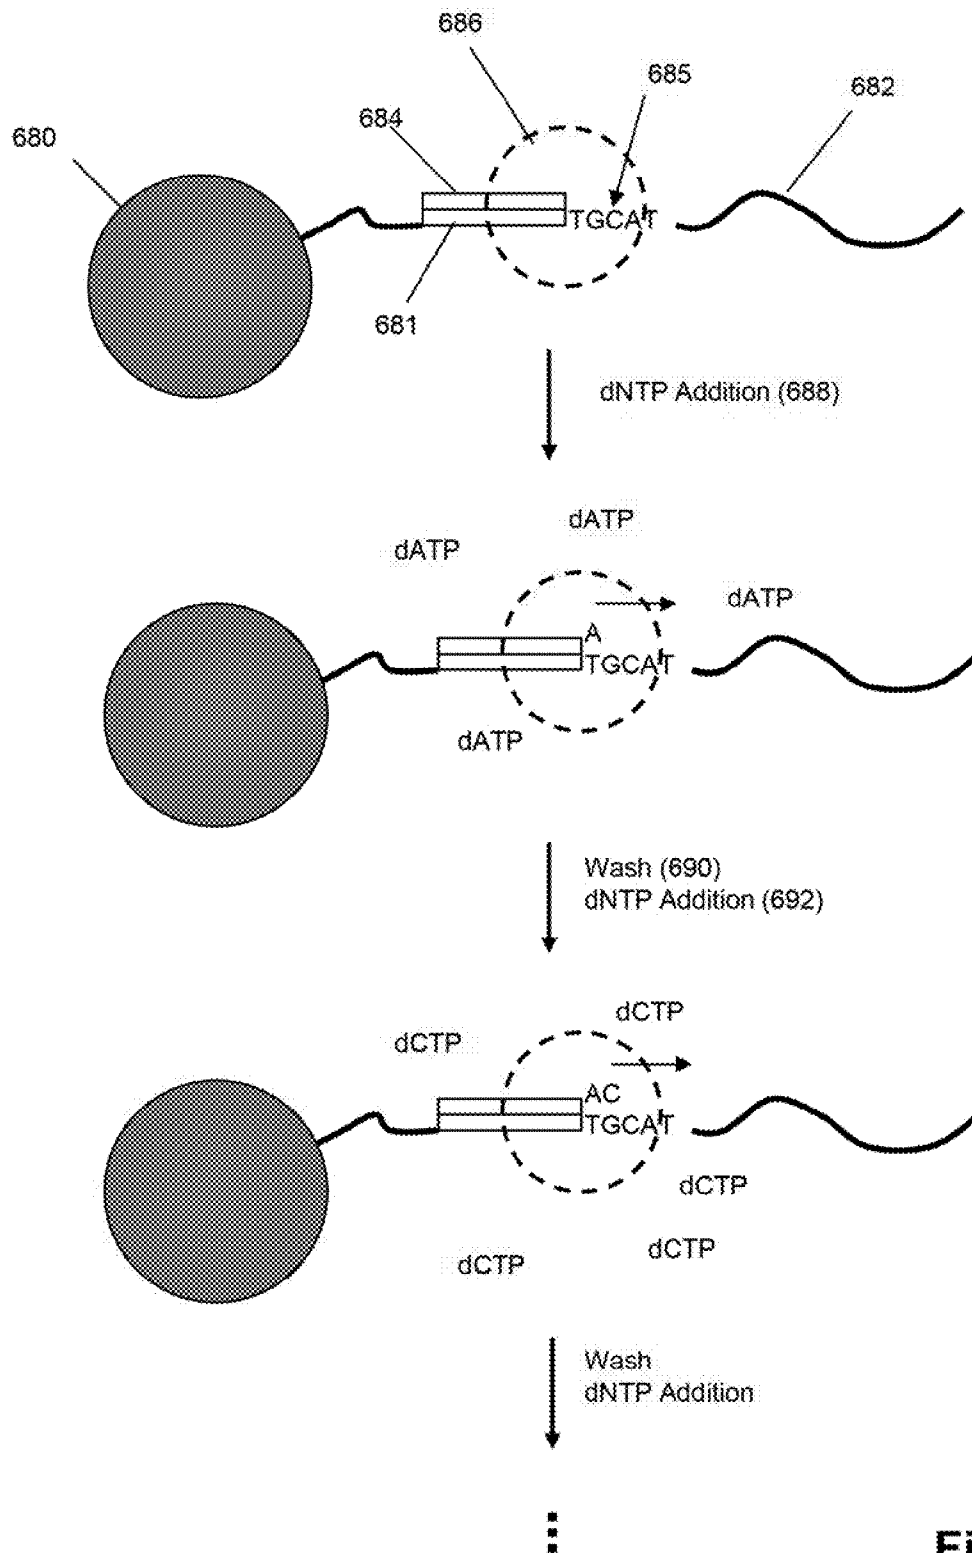 686
685
682
684
680
TGCAT
681
dNTP Addition (688)
dATP
dATP
dATP
A
TGCAT
dATP
Wash (690)
dNTP Addition (692)
dCTP
dCTP
AC
TGCAT
dCTP
dCTP
dCTP
Wash
dNTP Addition